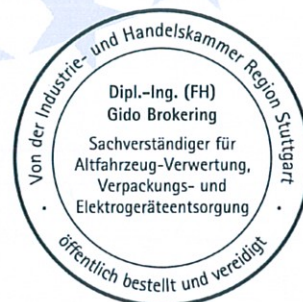 Von der Industrie- und Handelskammer Region Stuttgart
Dipl.-Ing. (FH)
Gido Brokering
Sachverständiger für
Altfahrzeug-Verwertung,
Verpackungs- und
Elektrogeräteentsorgung
· öffentlich bestellt und vereidigt ·